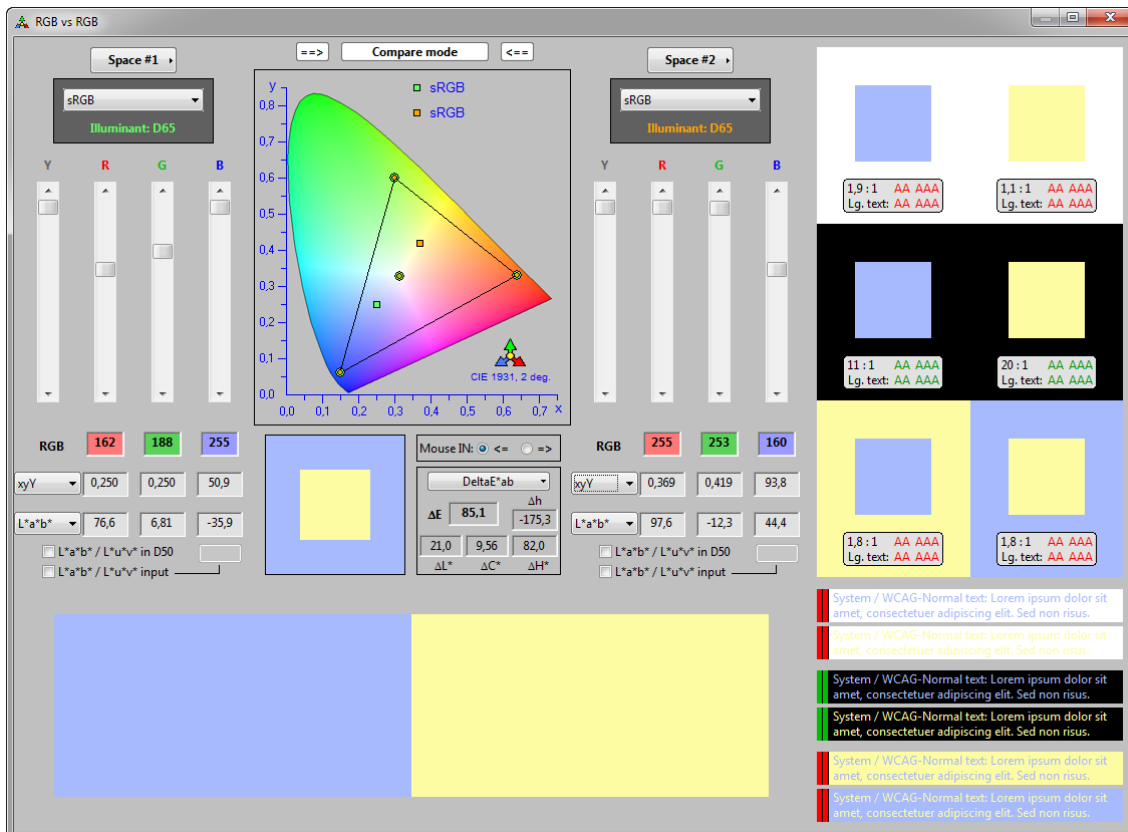 RGB vs RGB
Space #1
==>
Compare mode
<==
Space #2
sRGB
Illuminant: D65
Y R G B
y
sRGB
sRGB
0,8
0,7
0,6
0,5
0,4
0,3
0,2
0,1
0,0
0,0 0,1 0,2 0,3 0,4 0,5 0,6 0,7 x
CIE 1931, 2 deg.
sRGB
Illuminant: D65
Y R G B
RGB 162 188 255
xyY 0,250 0,250 50,9
L*a*b* 76,6 6,81 -35,9
L*a*b* / L*u*v* in D50
L*a*b* / L*u*v* input
Mouse IN: <= =>
DeltaE*ab
Δh
ΔE 85,1 -175,3
21,0 9,56 82,0
ΔL* ΔC* ΔH*
RGB 255 253 160
xyY 0,369 0,419 93,8
L*a*b* 97,6 -12,3 44,4
L*a*b* / L*u*v* in D50
L*a*b* / L*u*v* input
1,9 : 1 AA AAA
Lg. text: AA AAA
1,1 : 1 AA AAA
Lg. text: AA AAA
11 : 1 AA AAA
Lg. text: AA AAA
20 : 1 AA AAA
Lg. text: AA AAA
1,8 : 1 AA AAA
Lg. text: AA AAA
1,8 : 1 AA AAA
Lg. text: AA AAA
System / WCAG-Normal text: Lorem ipsum dolor sit
amet, consectetuer adipiscing elit. Sed non risus.
System / WCAG-Normal text: Lorem ipsum dolor sit
amet, consectetuer adipiscing elit. Sed non risus.
System / WCAG-Normal text: Lorem ipsum dolor sit
amet, consectetuer adipiscing elit. Sed non risus.
System / WCAG-Normal text: Lorem ipsum dolor sit
amet, consectetuer adipiscing elit. Sed non risus.
System / WCAG-Normal text: Lorem ipsum dolor sit
amet, consectetuer adipiscing elit. Sed non risus.
System / WCAG-Normal text: Lorem ipsum dolor sit
amet, consectetuer adipiscing elit. Sed non risus.